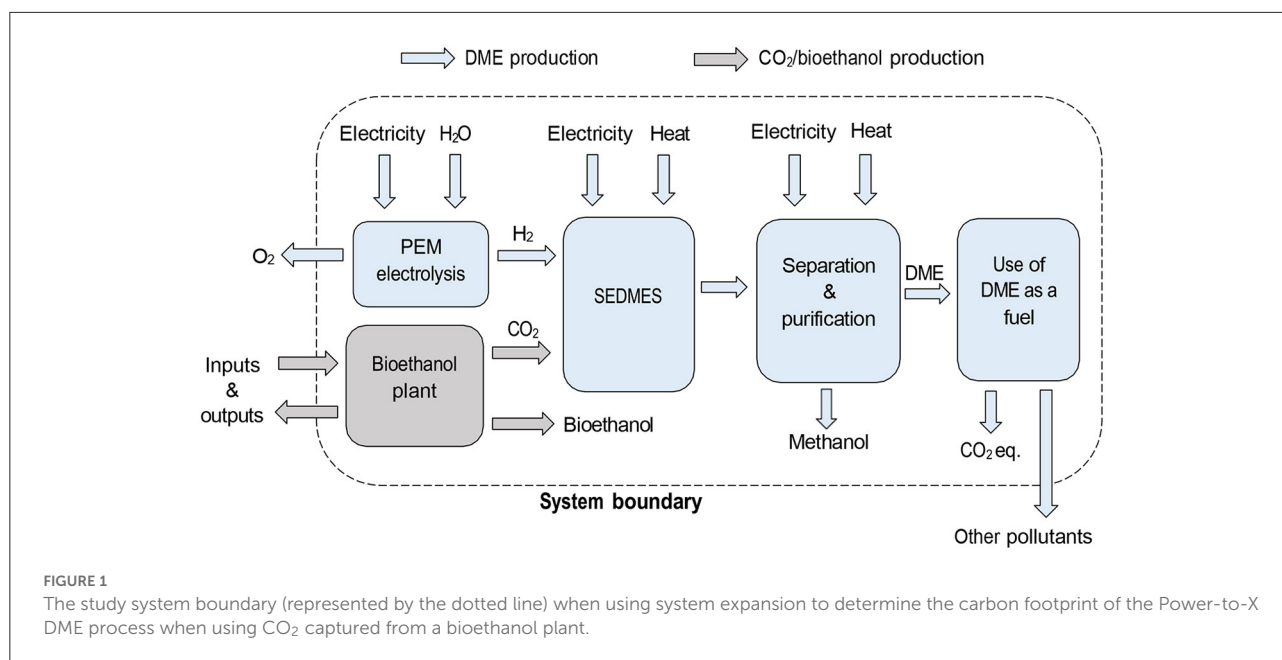 DME production
CO₂/bioethanol production
Electricity
H₂O
Electricity
Heat
Electricity
Heat
O₂
PEM
electrolysis
H₂
SEDMES
Separation
&
purification
DME
Use of
DME as a
fuel
Inputs
&
outputs
Bioethanol
plant
CO₂
Bioethanol
Methanol
CO₂ eq.
System boundary
Other pollutants
FIGURE 1
The study system boundary (represented by the dotted line) when using system expansion to determine the carbon footprint of the Power-to-X
DME process when using CO₂ captured from a bioethanol plant.